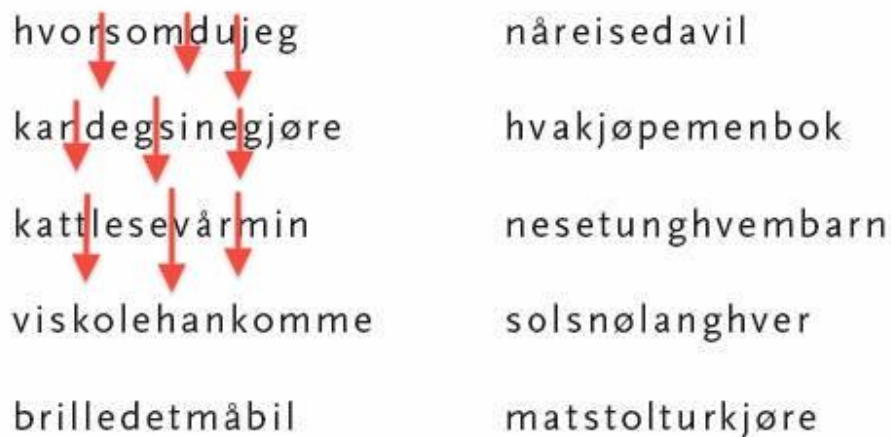 hvorsomdujeg
kandegsinegjøre
kattlesevårmin
viskolehankomme
brilledetmåbil
nåreisedavil
hvakjøpemenbok
nesetunghvembarn
solsnølanghver
matstolturkjøre